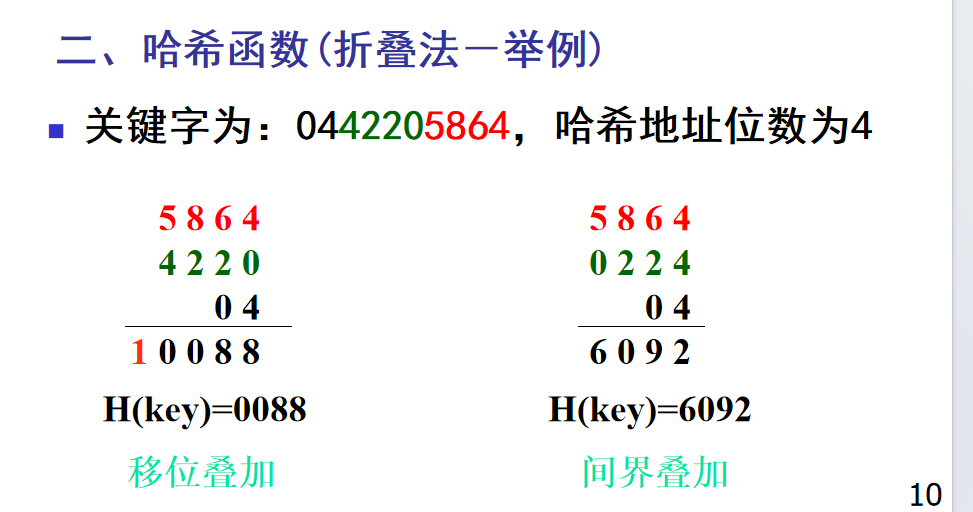 二、哈希函数(折叠法－举例)
■ 关键字为：0442205864，哈希地址位数为4
5 8 6 4
4 2 2 0
0 4
1 0 0 8 8
H(key)=0088
移位叠加
5 8 6 4
0 2 2 4
0 4
6 0 9 2
H(key)=6092
间界叠加
10